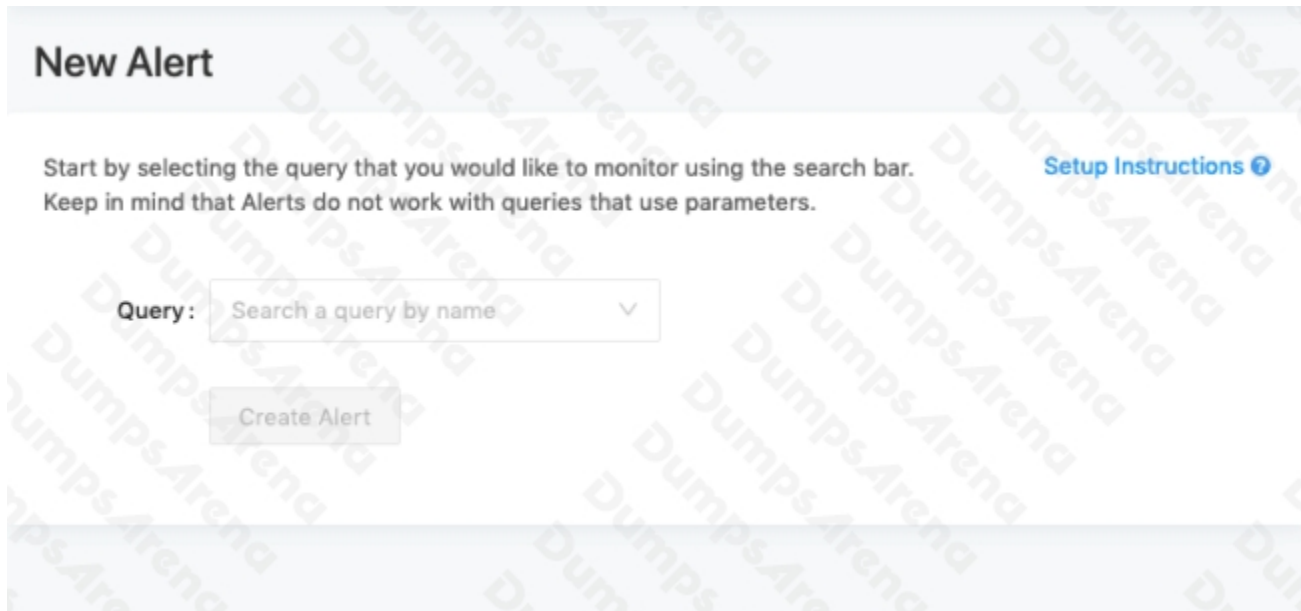 New Alert
Start by selecting the query that you would like to monitor using the search bar.
Setup Instructions
Keep in mind that Alerts do not work with queries that use parameters.
Query: Search a query by name
Create Alert
DumpsArena